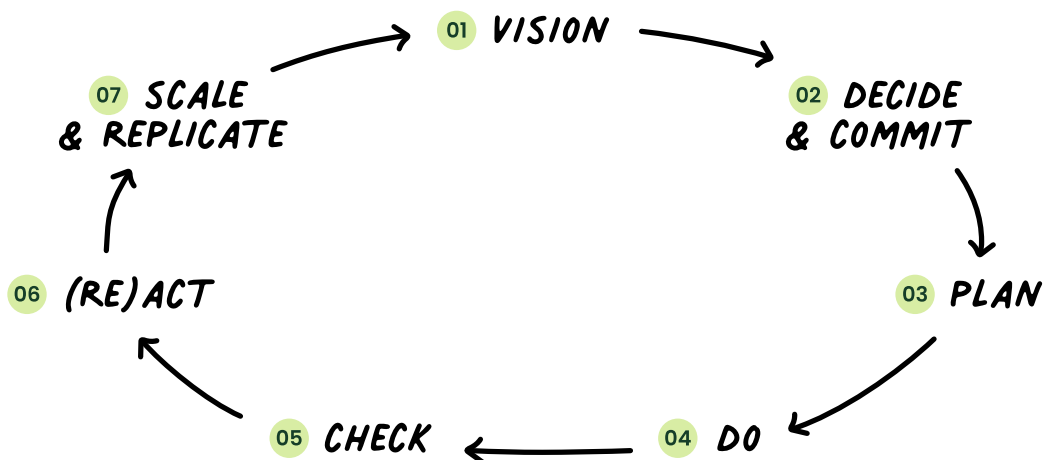 01 VISION
02 DECIDE
& COMMIT
03 PLAN
04 DO
05 CHECK
06 (RE)ACT
07 SCALE
& REPLICATE